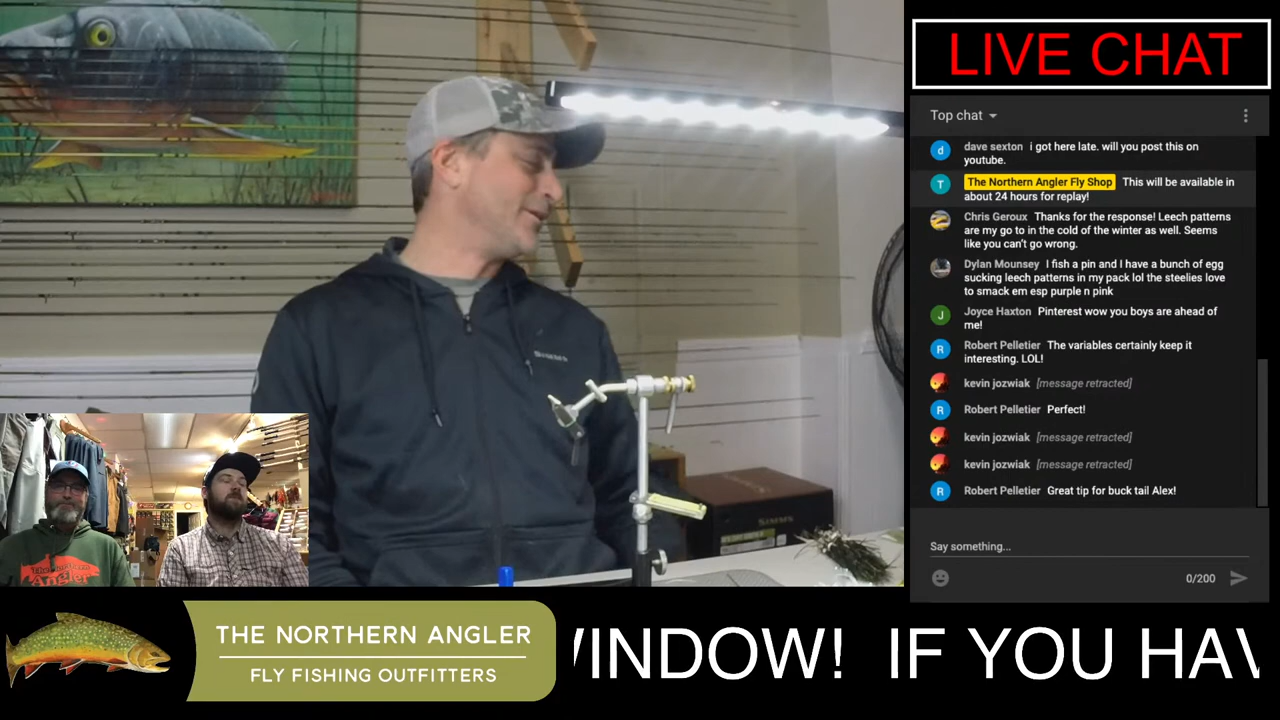 LIVE CHAT
Top chat
dave sexton i got here late. will you post this on
youtube.
The Northern Angler Fly Shop This will be available in
about 24 hours for replay!
Chris Geroux Thanks for the response! Leech patterns
are my go to in the cold of the winter as well. Seems
like you can't go wrong.
Dylan Mounsey I fish a pin and I have a bunch of egg
sucking leech patterns in my pack lol the steelies love
to smack em esp purple n pink
Joyce Haxton Pinterest wow you boys are ahead of
me!
Robert Pelletier The variables certainly keep it
interesting. LOL!
kevin jozwiak [message retracted]
Robert Pelletier Perfect!
kevin jozwiak [message retracted]
kevin jozwiak [message retracted]
Robert Pelletier Great tip for buck tail Alex!
Say something...
0/200
SIMMS
SIMMS
Angler
THE NORTHERN ANGLER
FLY FISHING OUTFITTERS
WINDOW! IF YOU HAV